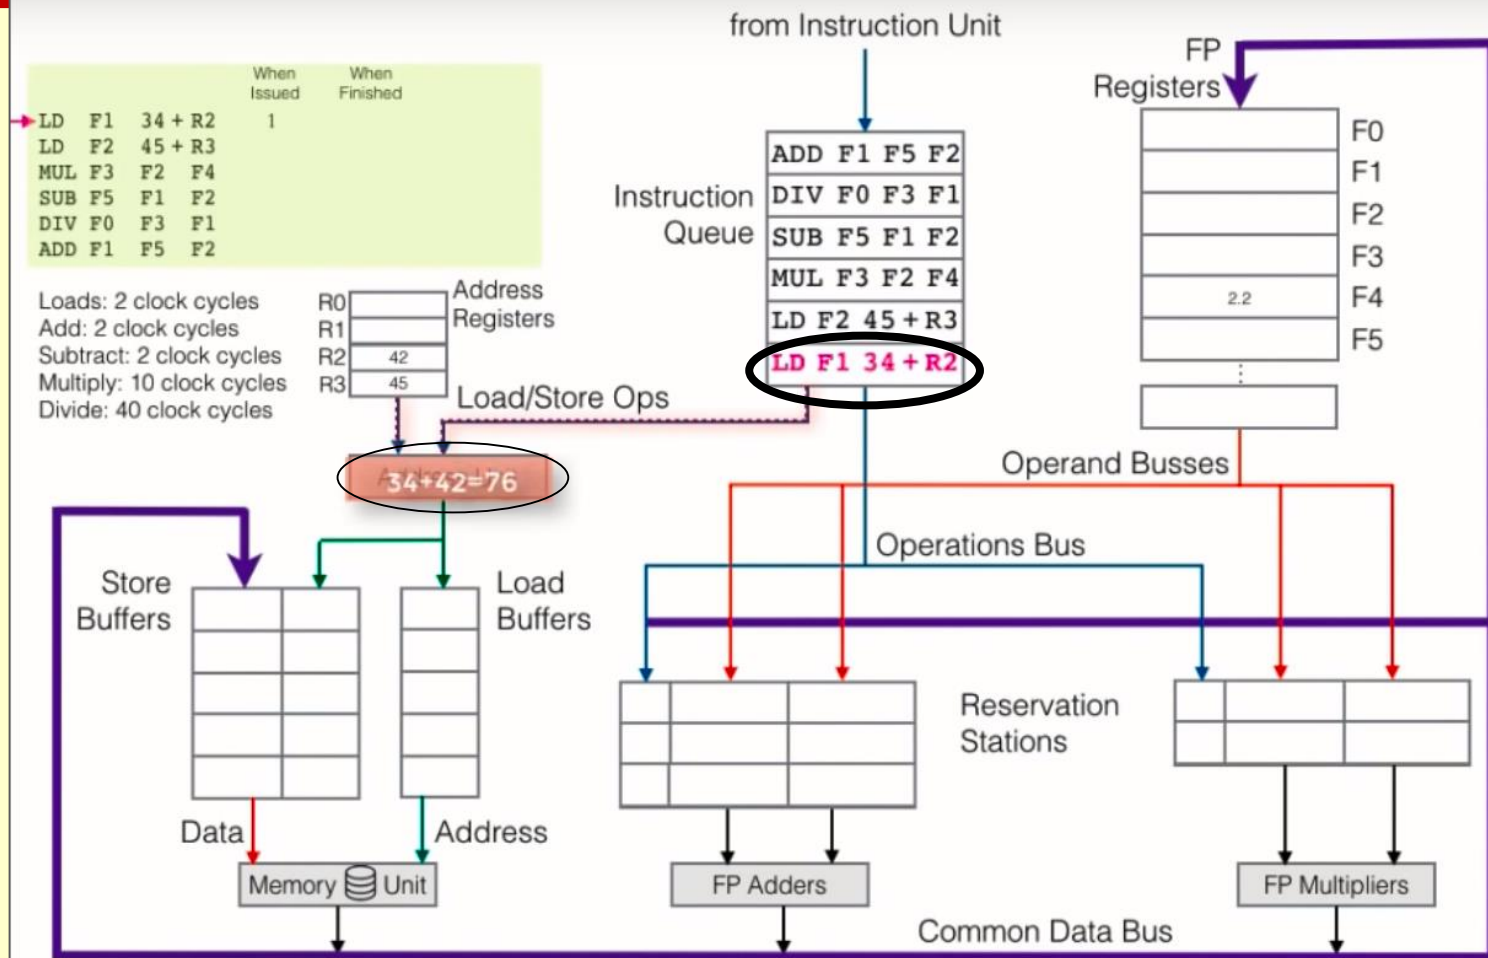 from Instruction Unit
When Issued When Finished
LD F1 34 + R2 1
LD F2 45 + R3
MUL F3 F2 F4
SUB F5 F1 F2
DIV F0 F3 F1
ADD F1 F5 F2
Loads: 2 clock cycles
Add: 2 clock cycles
Subtract: 2 clock cycles
Multiply: 10 clock cycles
Divide: 40 clock cycles
R0
R1
R2 42
R3 45
Address
Registers
Instruction
Queue
ADD F1 F5 F2
DIV F0 F3 F1
SUB F5 F1 F2
MUL F3 F2 F4
LD F2 45 + R3
LD F1 34 + R2
FP
Registers
F0
F1
F2
F3
2.2 F4
F5
Load/Store Ops
34+42=76
Operand Busses
Operations Bus
Store
Buffers
Load
Buffers
Reservation
Stations
Data
Address
Memory Unit
FP Adders
FP Multipliers
Common Data Bus